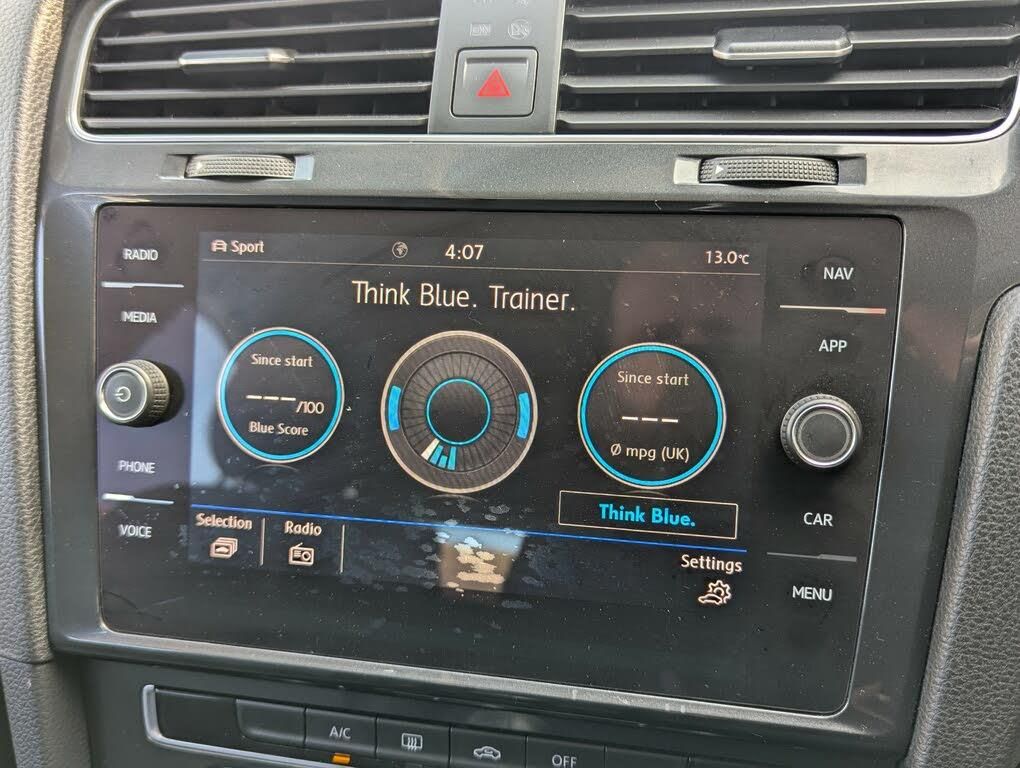 RADIO
MEDIA
PHONE
VOICE
Sport
4:07
13.0°C
Think Blue. Trainer.
Since start
---/100
Blue Score
Since start
---
Ø mpg (UK)
Think Blue.
Selection
Radio
Settings
NAV
APP
CAR
MENU
A/C
OFF